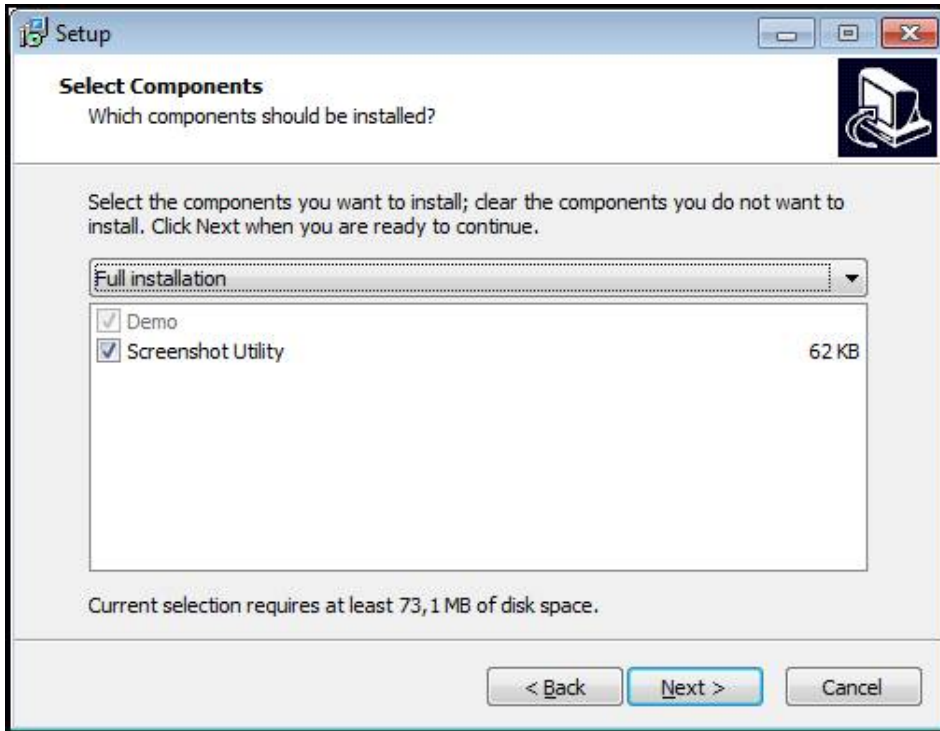 Setup
Select Components
Which components should be installed?
Select the components you want to install; clear the components you do not want to
install. Click Next when you are ready to continue.
Full installation
Demo
Screenshot Utility 62 KB
Current selection requires at least 73,1 MB of disk space.
< Back Next > Cancel